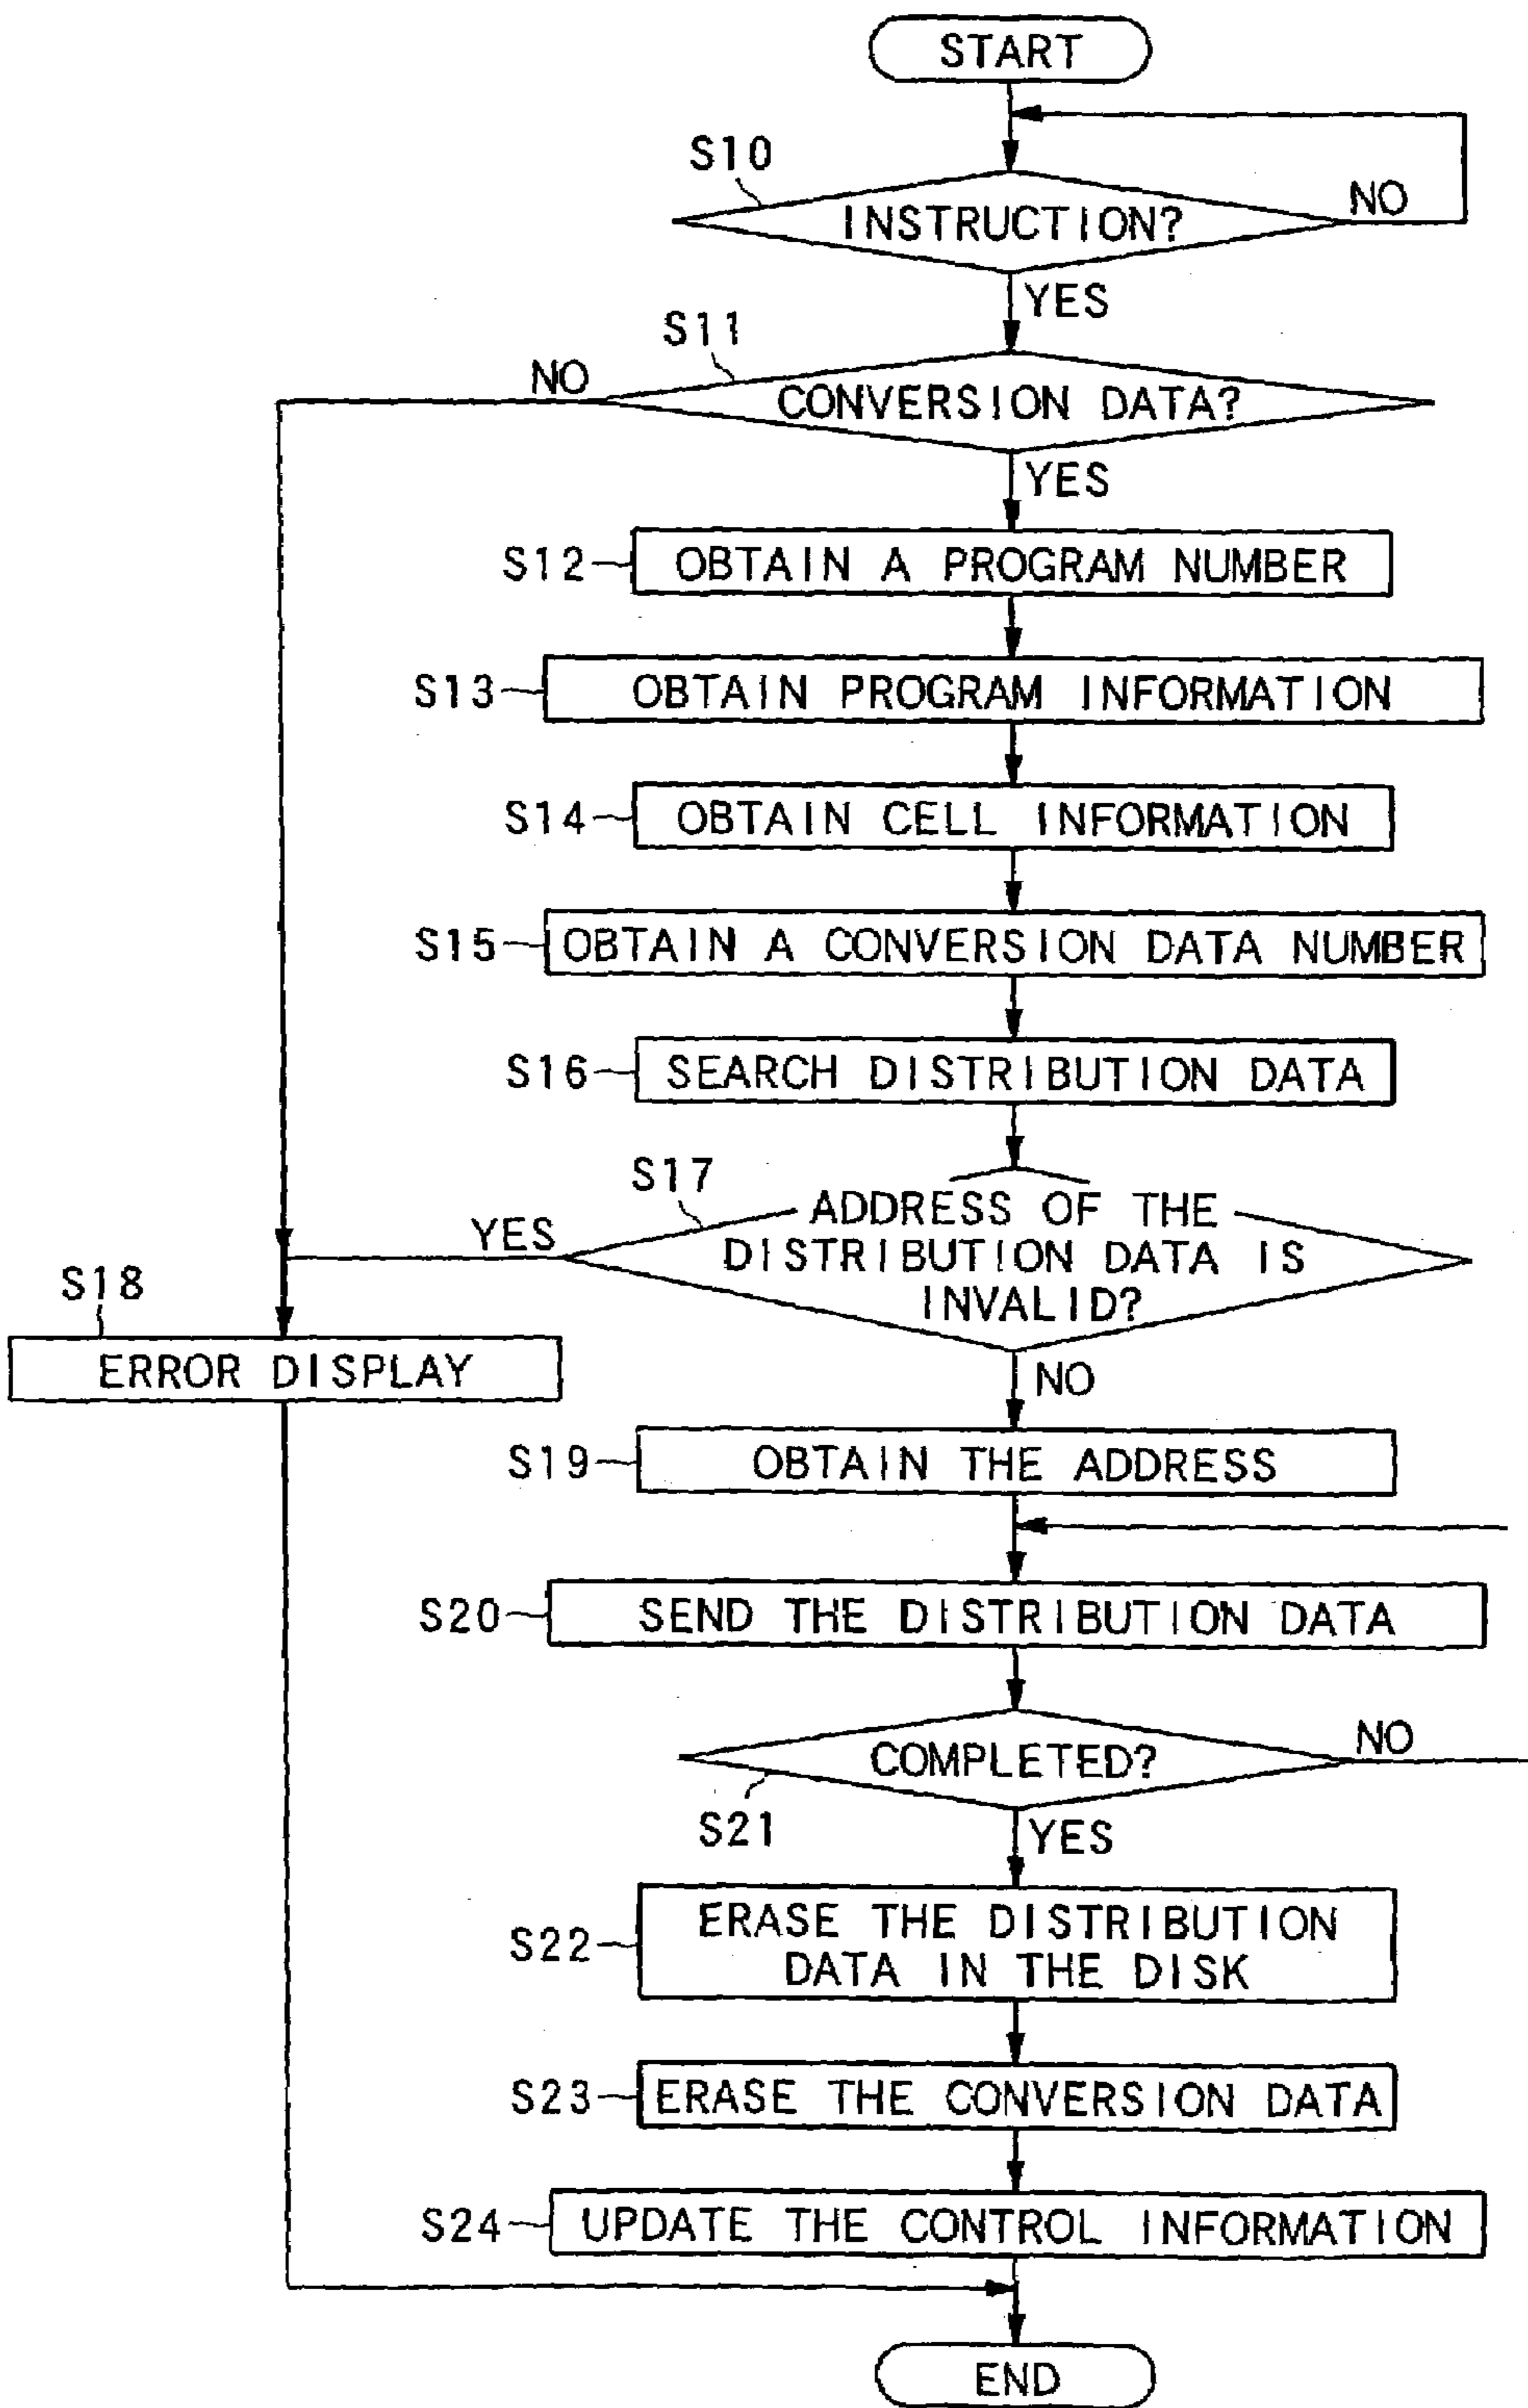 START
S10
INSTRUCTION?
NO
YES
S11
NO
CONVERSION DATA?
YES
S12
OBTAIN A PROGRAM NUMBER
S13
OBTAIN PROGRAM INFORMATION
S14
OBTAIN CELL INFORMATION
S15
OBTAIN A CONVERSION DATA NUMBER
S16
SEARCH DISTRIBUTION DATA
S17
YES
ADDRESS OF THE
DISTRIBUTION DATA IS
INVALID?
S18
ERROR DISPLAY
NO
S19
OBTAIN THE ADDRESS
S20
SEND THE DISTRIBUTION DATA
COMPLETED?
NO
S21
YES
S22
ERASE THE DISTRIBUTION
DATA IN THE DISK
S23
ERASE THE CONVERSION DATA
S24
UPDATE THE CONTROL INFORMATION
END